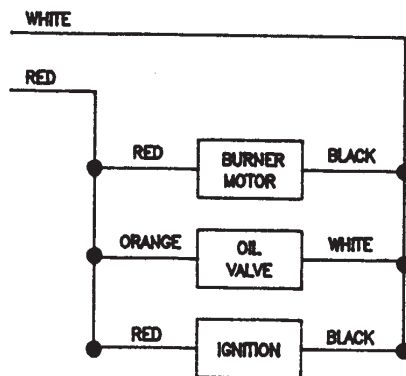 WHITE
RED
RED
BURNER
MOTOR
BLACK
ORANGE
OIL
VALVE
WHITE
RED
IGNITION
BLACK